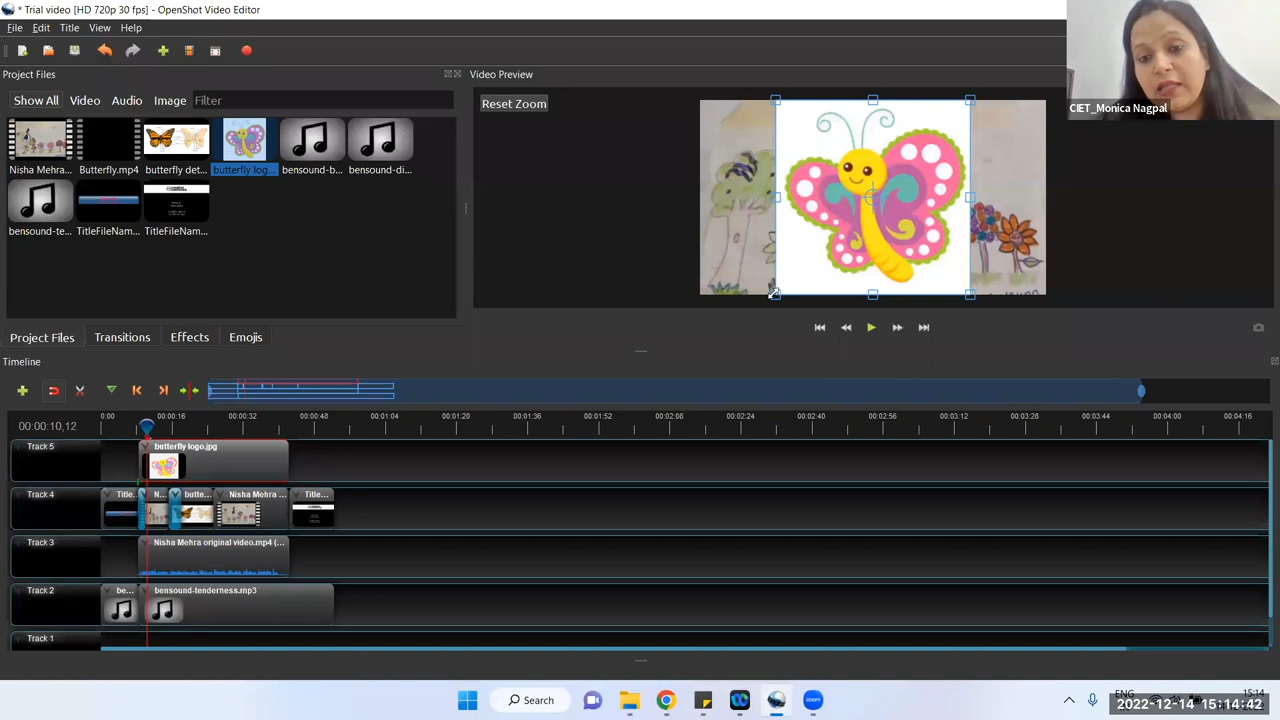 * Trial video [HD 720p 30 fps] - OpenShot Video Editor
File Edit Title View Help
Project Files
Video Preview
CIET_Monica Nagpal
Show All Video Audio Image Filter
Reset Zoom
Nisha Mehra... Butterfly.mp4 butterfly det... butterfly log... bensound-b... bensound-di...
bensound-te... TitleFileNam... TitleFileNam...
Project Files Transitions Effects Emojis
Timeline
00:00:10,12
0:00 00:00:16 00:00:32 00:00:48 00:01:04 00:01:20 00:01:36 00:01:52 00:02:08 00:02:24 00:02:40 00:02:56 00:03:12 00:03:28 00:03:44 00:04:00 00:04:16
Track 5 butterfly logo.jpg
Track 4 Title... N... butte... Nisha Mehra ... Title...
Track 3 Nisha Mehra original video.mp4 (...
Track 2 be... bensound-tenderness.mp3
Track 1
Search
zoom
ENG
15:14
2022-12-14 15:14:42